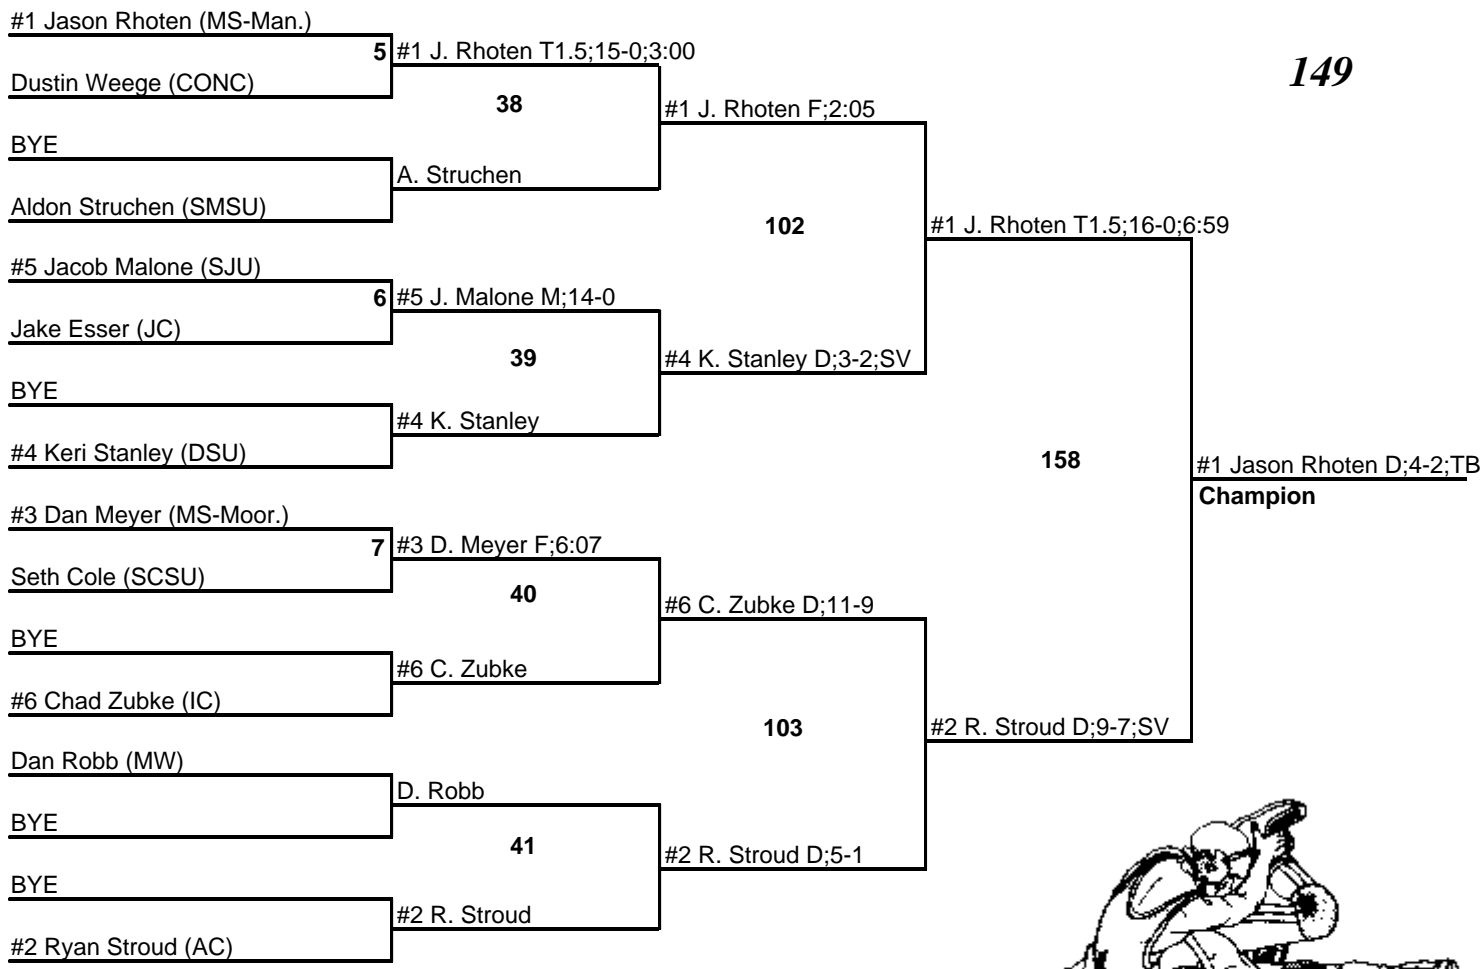 #1 Jason Rhoten (MS-Man.)
5 #1 J. Rhoten T1.5;15-0;3:00
149
Dustin Weege (CONC)
38
#1 J. Rhoten F;2:05
BYE
A. Struchen
Aldon Struchen (SMSU)
102
#1 J. Rhoten T1.5;16-0;6:59
#5 Jacob Malone (SJU)
6 #5 J. Malone M;14-0
Jake Esser (JC)
39
#4 K. Stanley D;3-2;SV
BYE
#4 K. Stanley
#4 Keri Stanley (DSU)
158
#1 Jason Rhoten D;4-2;TB
Champion
#3 Dan Meyer (MS-Moor.)
7 #3 D. Meyer F;6:07
Seth Cole (SCSU)
40
#6 C. Zubke D;11-9
BYE
#6 C. Zubke
#6 Chad Zubke (IC)
103
#2 R. Stroud D;9-7;SV
Dan Robb (MW)
D. Robb
BYE
41
#2 R. Stroud D;5-1
BYE
#2 R. Stroud
#2 Ryan Stroud (AC)